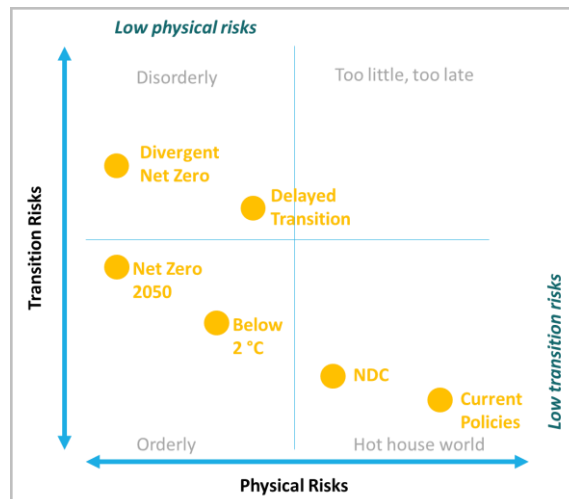 Low physical risks
Disorderly
Too little, too late
Divergent
Net Zero
Delayed
Transition
Transition Risks
Net Zero
2050
Below
2 °C
NDC
Current
Policies
Low transition risks
Orderly
Hot house world
Physical Risks